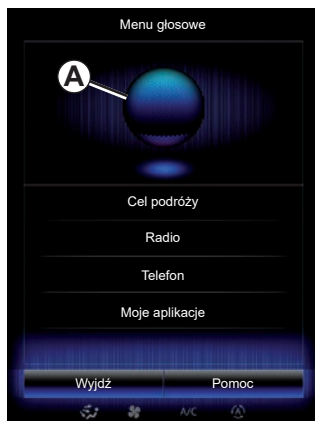 Menu głosowe
A
Cel podróży
Radio
Telefon
Moje aplikacje
Wyjdź Pomoc
A/C